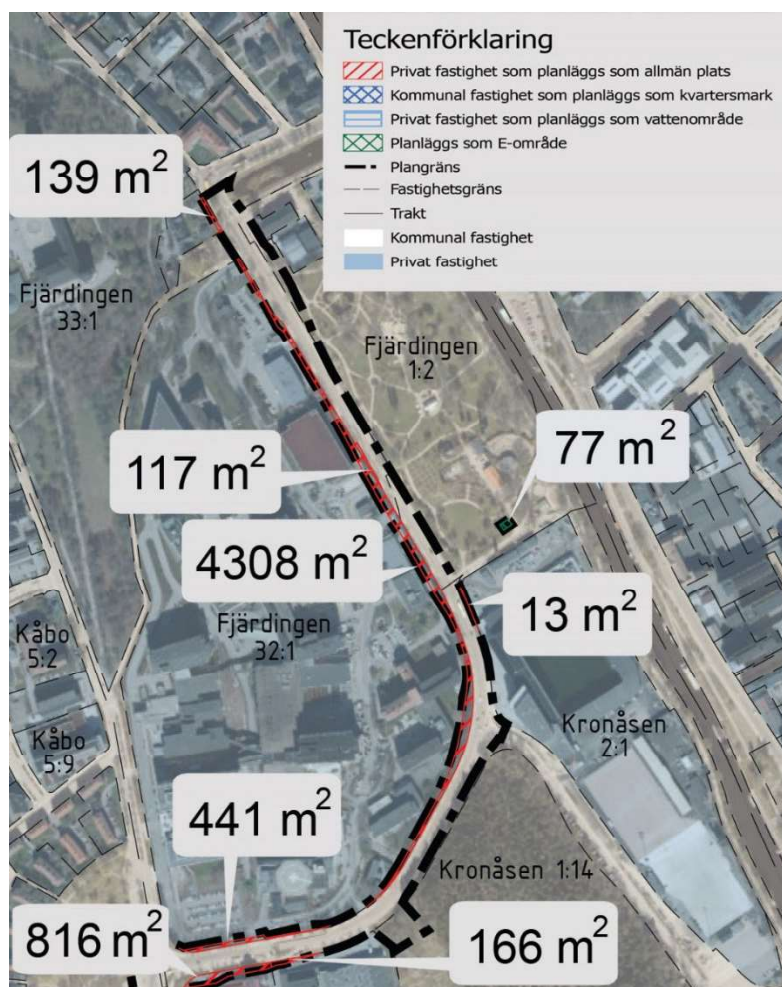 Teckenförklaring
Privat fastighet som planläggs som allmän plats
Kommunal fastighet som planläggs som kvartersmark
Privat fastighet som planläggs som vattenområde
Planläggs som E-område
Plangräns
Fastighetsgräns
Trakt
Kommunal fastighet
Privat fastighet
139 m²
Fjärdingen
33:1
Fjärdingen
1:2
77 m²
117 m²
4308 m²
13 m²
Fjärdingen
32:1
Kåbo
5:2
Kåbo
5:9
Kronåsen
2:1
441 m²
Kronåsen 1:14
816 m²
166 m²